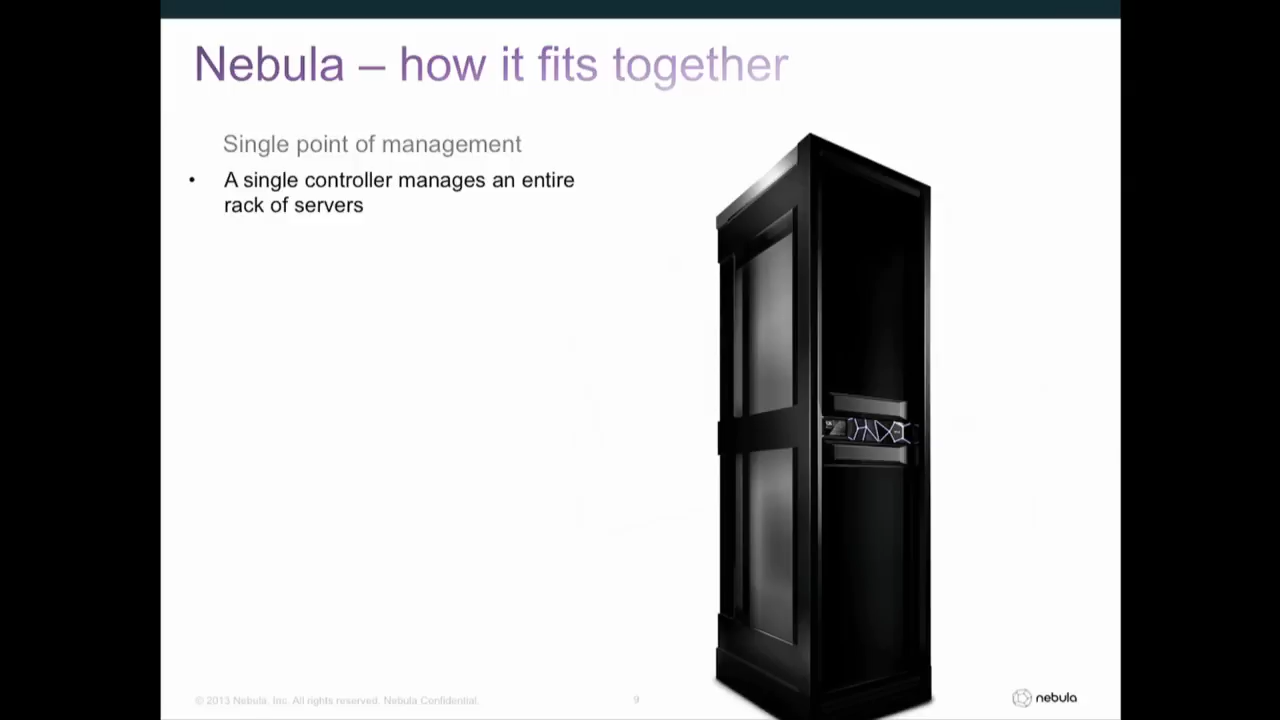 Nebula – how it fits together
Single point of management
• A single controller manages an entire
rack of servers
© 2013 Nebula, Inc. All rights reserved. Nebula Confidential.
9
nebula